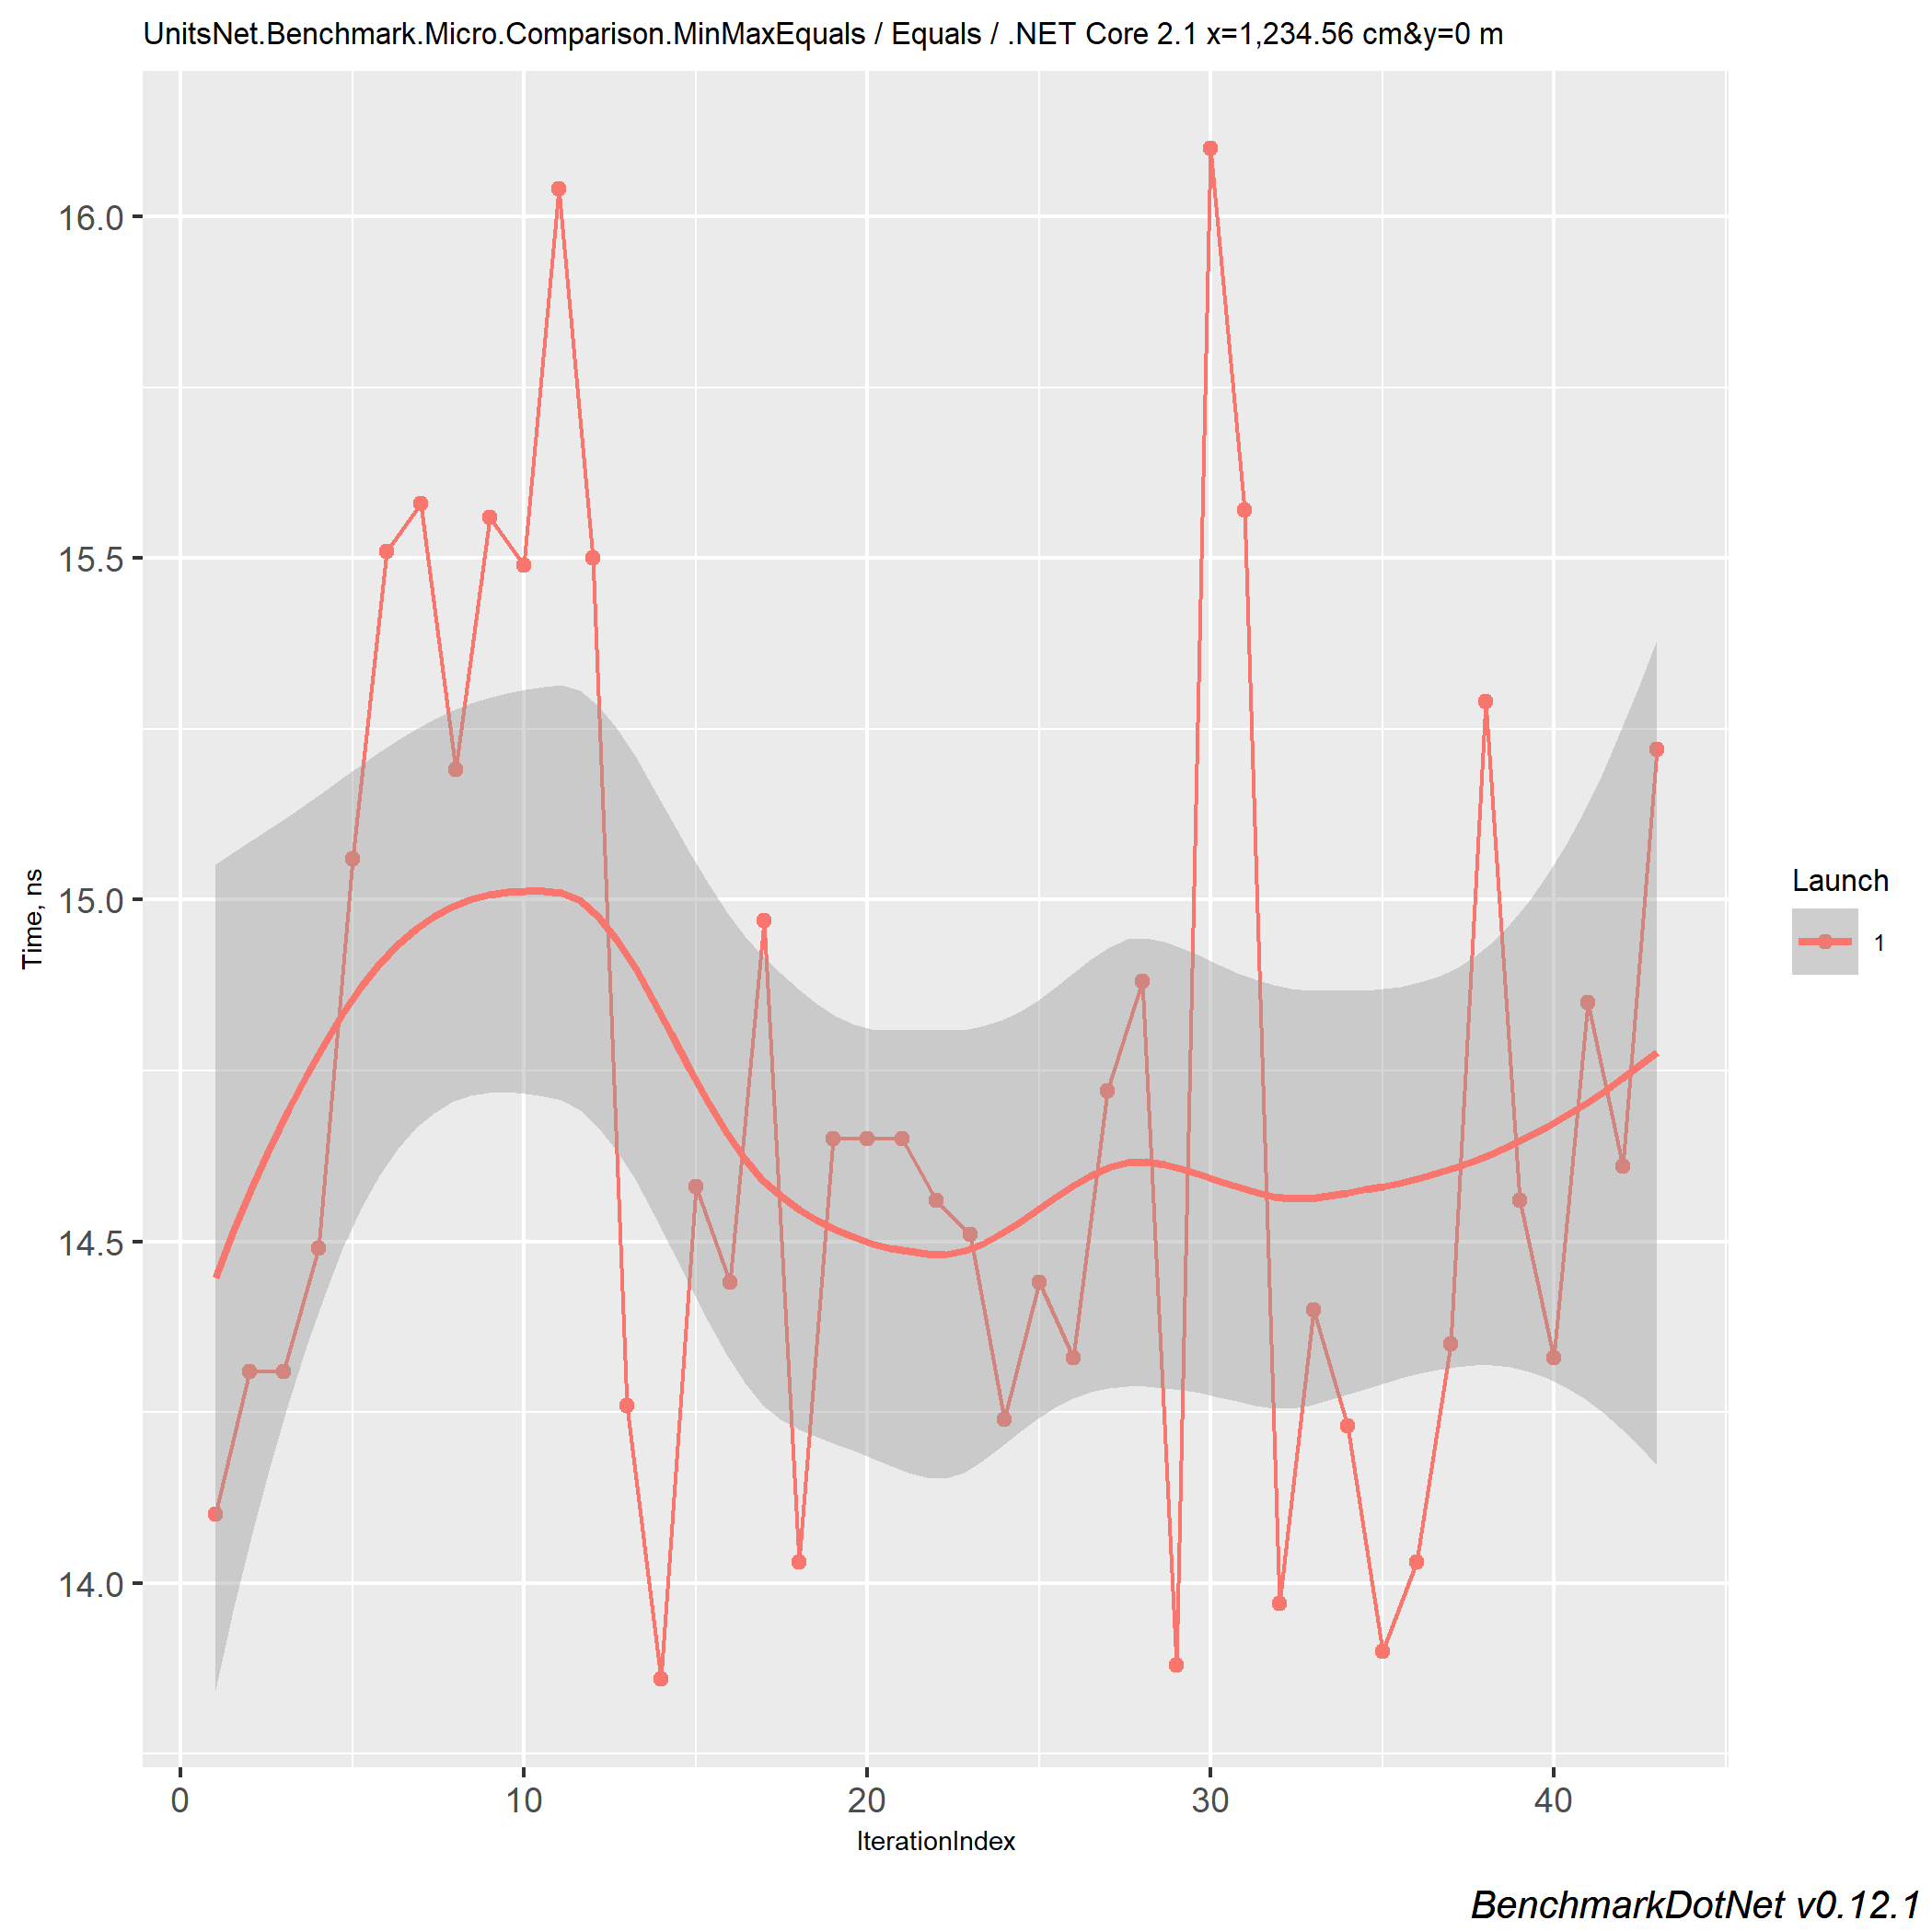 UnitsNet.Benchmark.Micro.Comparison.MinMaxEquals / Equals / .NET Core 2.1 x=1,234.56 cm&y=0 m
16.0
15.5
15.0
14.5
14.0
Time, ns
0 10 20 30 40
IterationIndex
Launch
1
BenchmarkDotNet v0.12.1